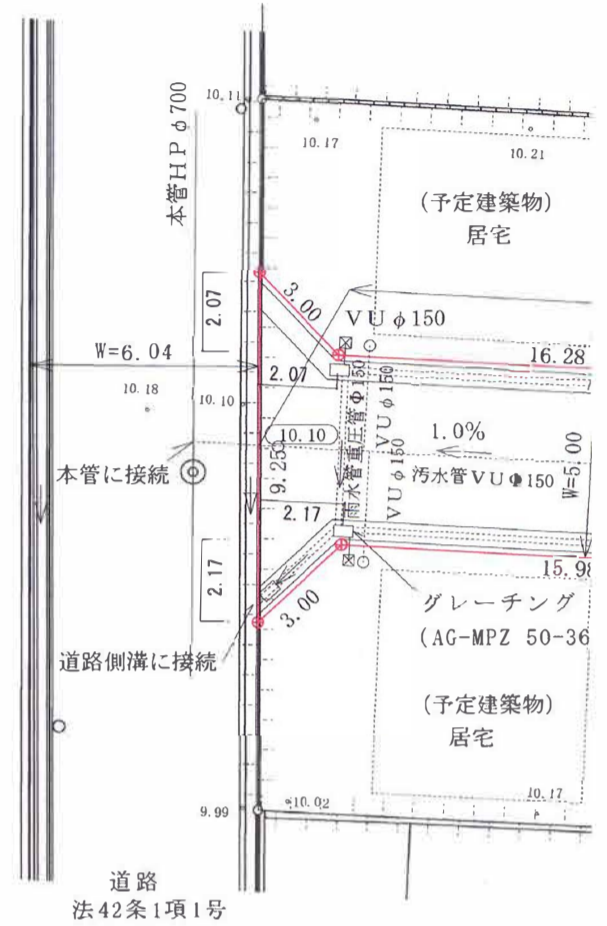 本管HPφ700
10.11
10.17
10.21
(予定建築物)
居宅
3.00
2.07
VUφ150
W=6.04
16.28
2.07
10.18
10.10
雨水管重圧管Φ150
VUφ150
VUφ150
10.10
1.0%
本管に接続
9.25
汚水管VUΦ150
W=5.00
2.17
2.17
15.98
3.00
グレーチング
(AG-MPZ 50-36
道路側溝に接続
(予定建築物)
居宅
10.17
9.99
10.02
道路
法42条1項1号